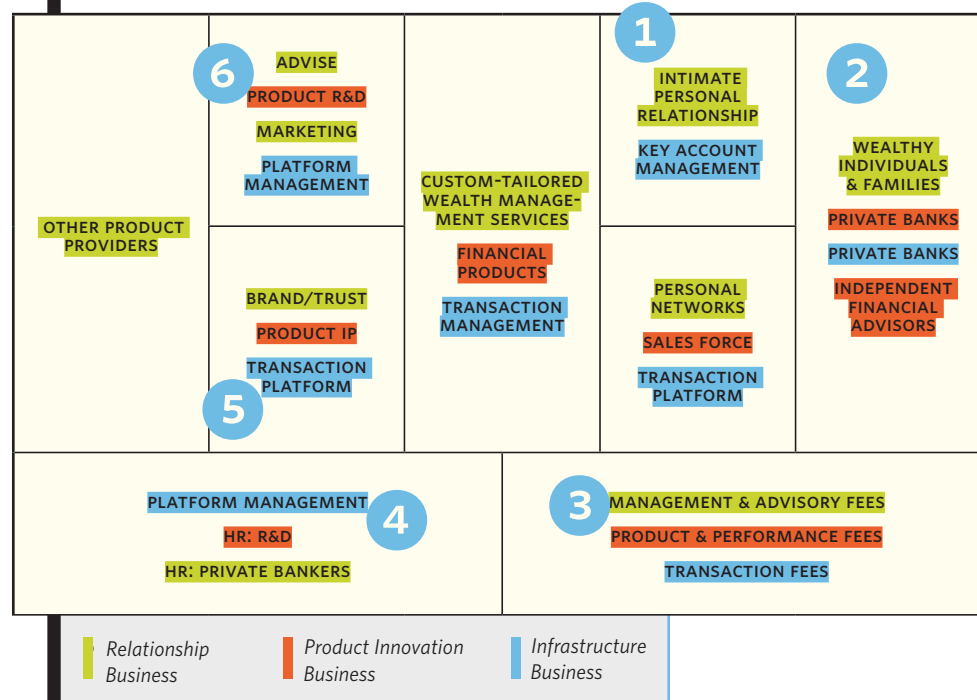 OTHER PRODUCT
PROVIDERS
6
ADVISE
PRODUCT R&D
MARKETING
PLATFORM
MANAGEMENT
BRAND/TRUST
PRODUCT IP
TRANSACTION
PLATFORM
5
CUSTOM-TAILORED
WEALTH MANAGE-
MENT SERVICES
FINANCIAL
PRODUCTS
TRANSACTION
MANAGEMENT
1
INTIMATE
PERSONAL
RELATIONSHIP
KEY ACCOUNT
MANAGEMENT
PERSONAL
NETWORKS
SALES FORCE
TRANSACTION
PLATFORM
2
WEALTHY
INDIVIDUALS
& FAMILIES
PRIVATE BANKS
PRIVATE BANKS
INDEPENDENT
FINANCIAL
ADVISORS
PLATFORM MANAGEMENT
4
HR: R&D
HR: PRIVATE BANKERS
3
MANAGEMENT & ADVISORY FEES
PRODUCT & PERFORMANCE FEES
TRANSACTION FEES
Relationship
Business
Product Innovation
Business
Infrastructure
Business